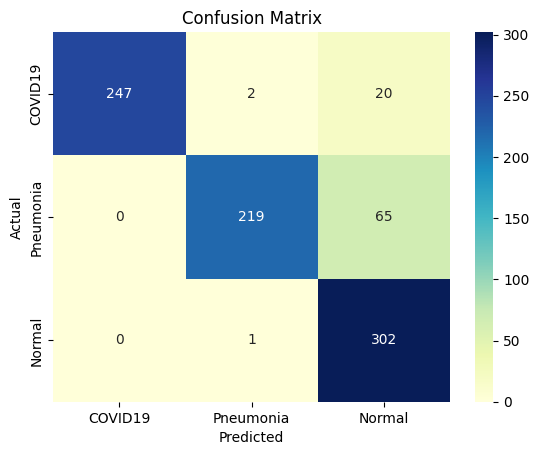 Confusion Matrix
COVID19
247 2 20
Pneumonia
0 219 65
Normal
0 1 302
Actual
COVID19 Pneumonia Normal
Predicted
300
250
200
150
100
50
0